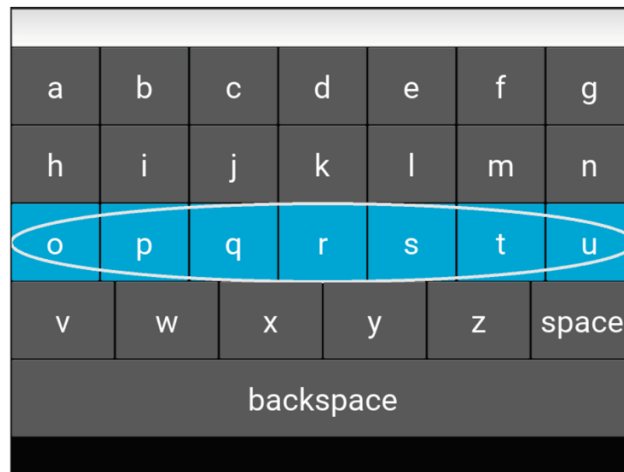 a b c d e f g
h i j k l m n
o p q r s t u
v w x y z space
backspace